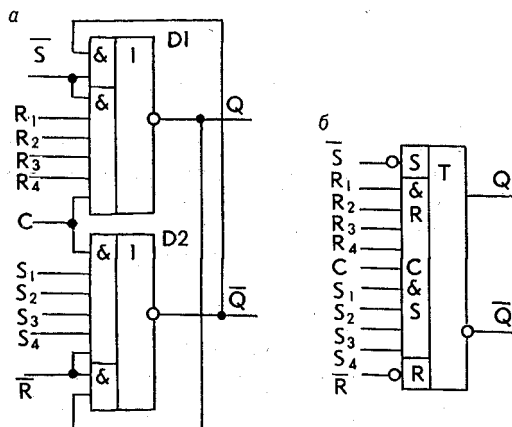 а
S̅
& 1
D1
&
Q
R₁
R₂
R₃
R₄
C
& 1
D2
S₁
S₂
S₃
S₄
Q̅
R̅
&
б
S̅
S T
R₁
&
Q
R₂
R
R₃
R₄
C
C
S₁
&
S₂
S
S₃
Q̅
S₄
R̅
R